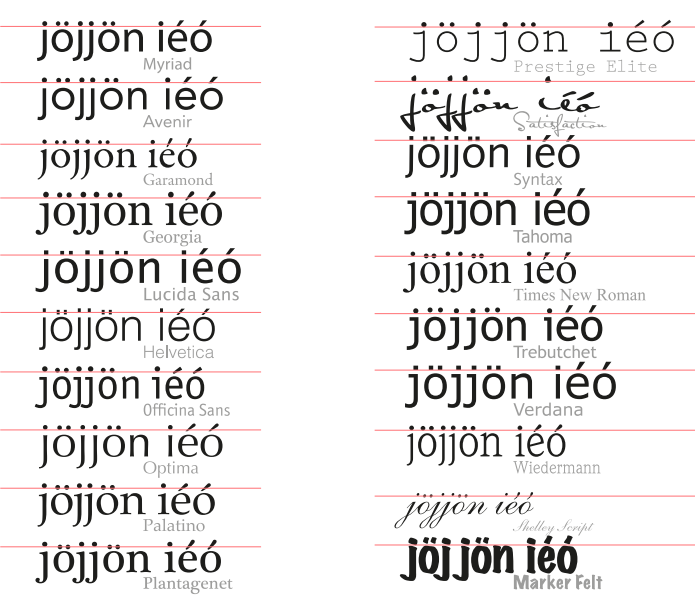 jöjjön iéó
Myriad
jöjjön iéó
Avenir
jöjjön iéó
Garamond
jöjjön iéó
Georgia
jöjjön iéó
Lucida Sans
jöjjön iéó
Helvetica
jöjjön iéó
Officina Sans
jöjjön iéó
Optima
jöjjön iéó
Palatino
jöjjön iéó
Plantagenet
jöjjön iéó
Prestige Elite
jöjjön iéó
Satisfaction
jöjjön iéó
Syntax
jöjjön iéó
Tahoma
jöjjön iéó
Times New Roman
jöjjön iéó
Trebutchet
jöjjön iéó
Verdana
jöjjön iéó
Wiedermann
jöjjön iéó
Shelley Script
jöjjön iéó
Marker Felt